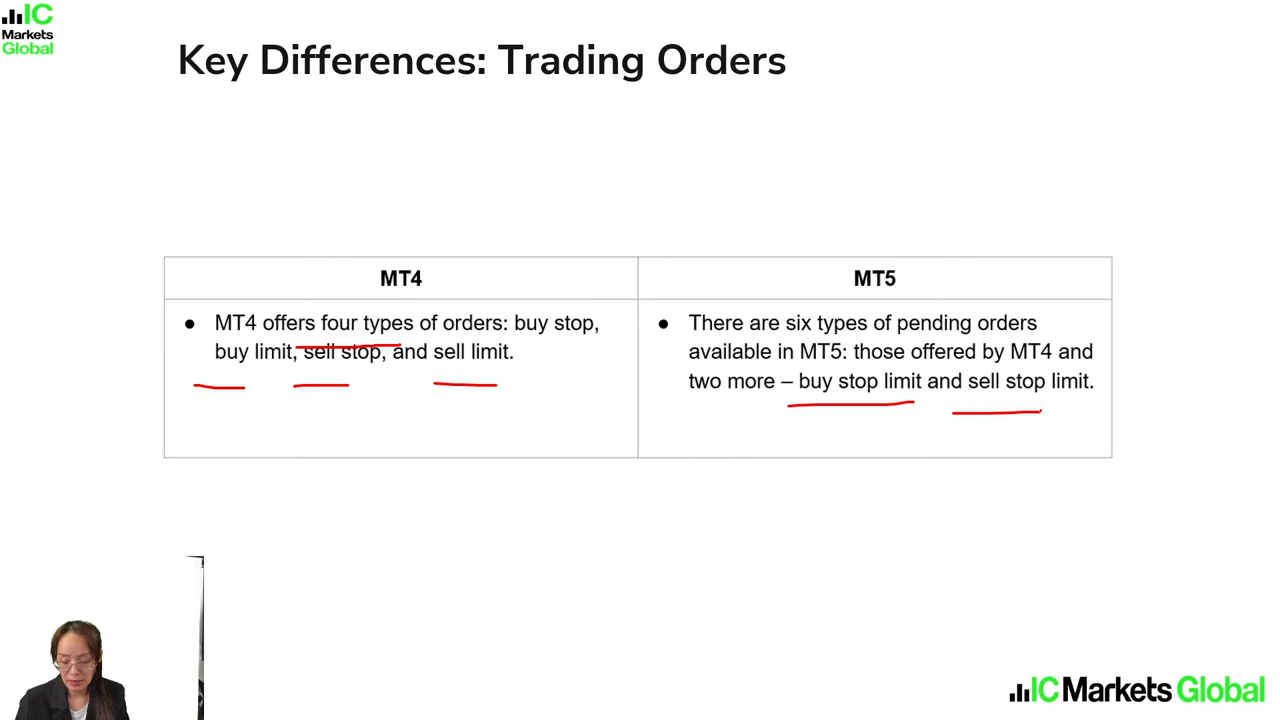 IC
Markets
Global
Key Differences: Trading Orders
MT4
MT5
● MT4 offers four types of orders: buy stop,
buy limit, sell stop, and sell limit.
● There are six types of pending orders
available in MT5: those offered by MT4 and
two more – buy stop limit and sell stop limit.
IC Markets Global